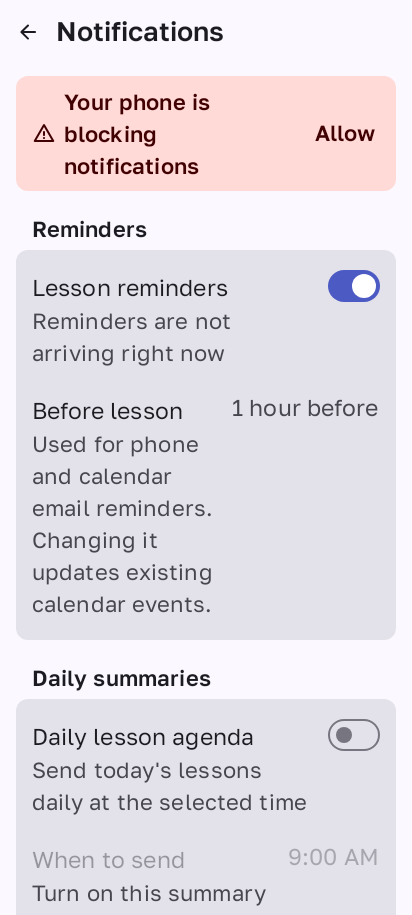 Notifications
Your phone is
blocking
notifications
Allow
Reminders
Lesson reminders
Reminders are not
arriving right now
Before lesson
1 hour before
Used for phone
and calendar
email reminders.
Changing it
updates existing
calendar events.
Daily summaries
Daily lesson agenda
Send today's lessons
daily at the selected time
When to send
9:00 AM
Turn on this summary